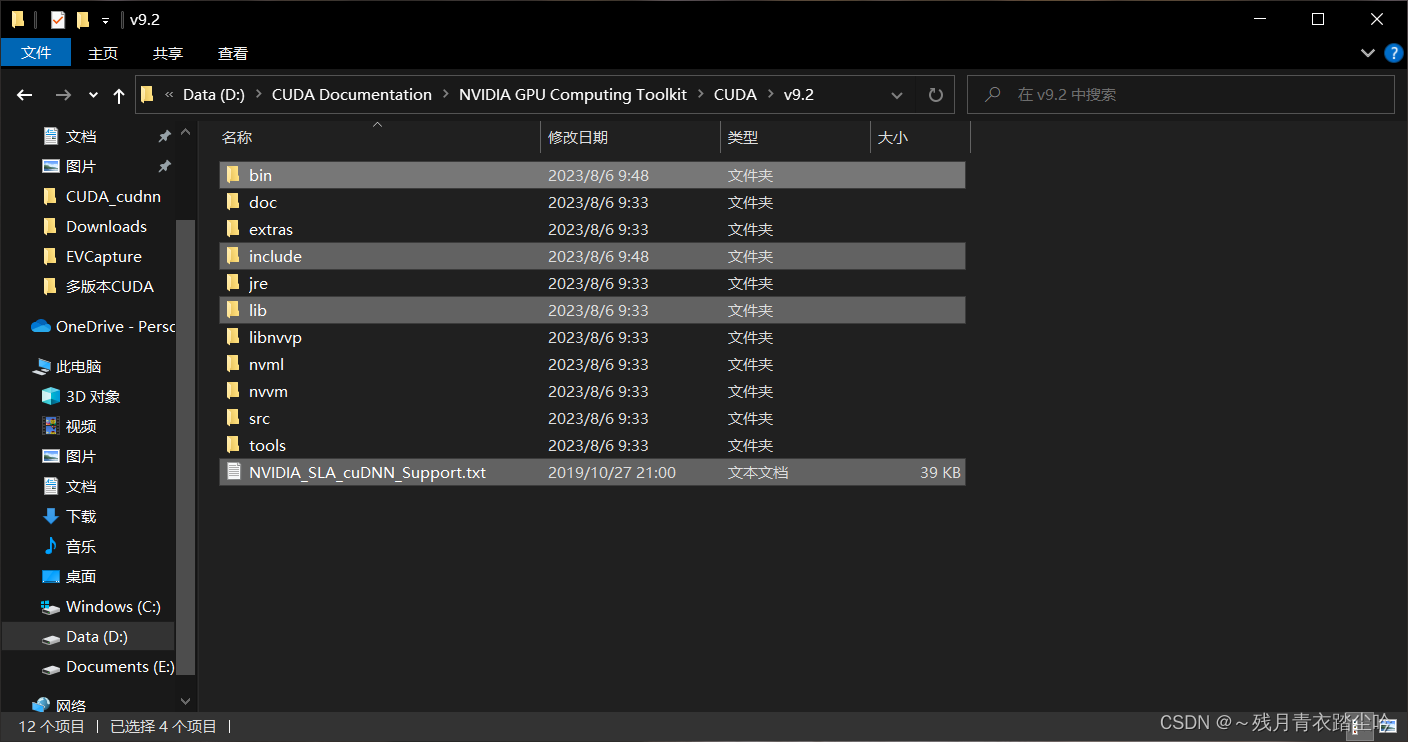 v9.2
文件 主页 共享 查看
« Data (D:) > CUDA Documentation > NVIDIA GPU Computing Toolkit > CUDA > v9.2 在 v9.2 中搜索
文档
图片
CUDA_cudnn
Downloads
EVCapture
多版本CUDA
OneDrive - Perso
此电脑
3D 对象
视频
图片
文档
下载
音乐
桌面
Windows (C:)
Data (D:)
Documents (E:)
网络
名称 修改日期 类型 大小
bin 2023/8/6 9:48 文件夹
doc 2023/8/6 9:33 文件夹
extras 2023/8/6 9:33 文件夹
include 2023/8/6 9:48 文件夹
jre 2023/8/6 9:33 文件夹
lib 2023/8/6 9:33 文件夹
libnvvp 2023/8/6 9:33 文件夹
nvml 2023/8/6 9:33 文件夹
nvvm 2023/8/6 9:33 文件夹
src 2023/8/6 9:33 文件夹
tools 2023/8/6 9:33 文件夹
NVIDIA_SLA_cuDNN_Support.txt 2019/10/27 21:00 文本文档 39 KB
12 个项目 已选择 4 个项目
CSDN @~残月青衣踏尘吟